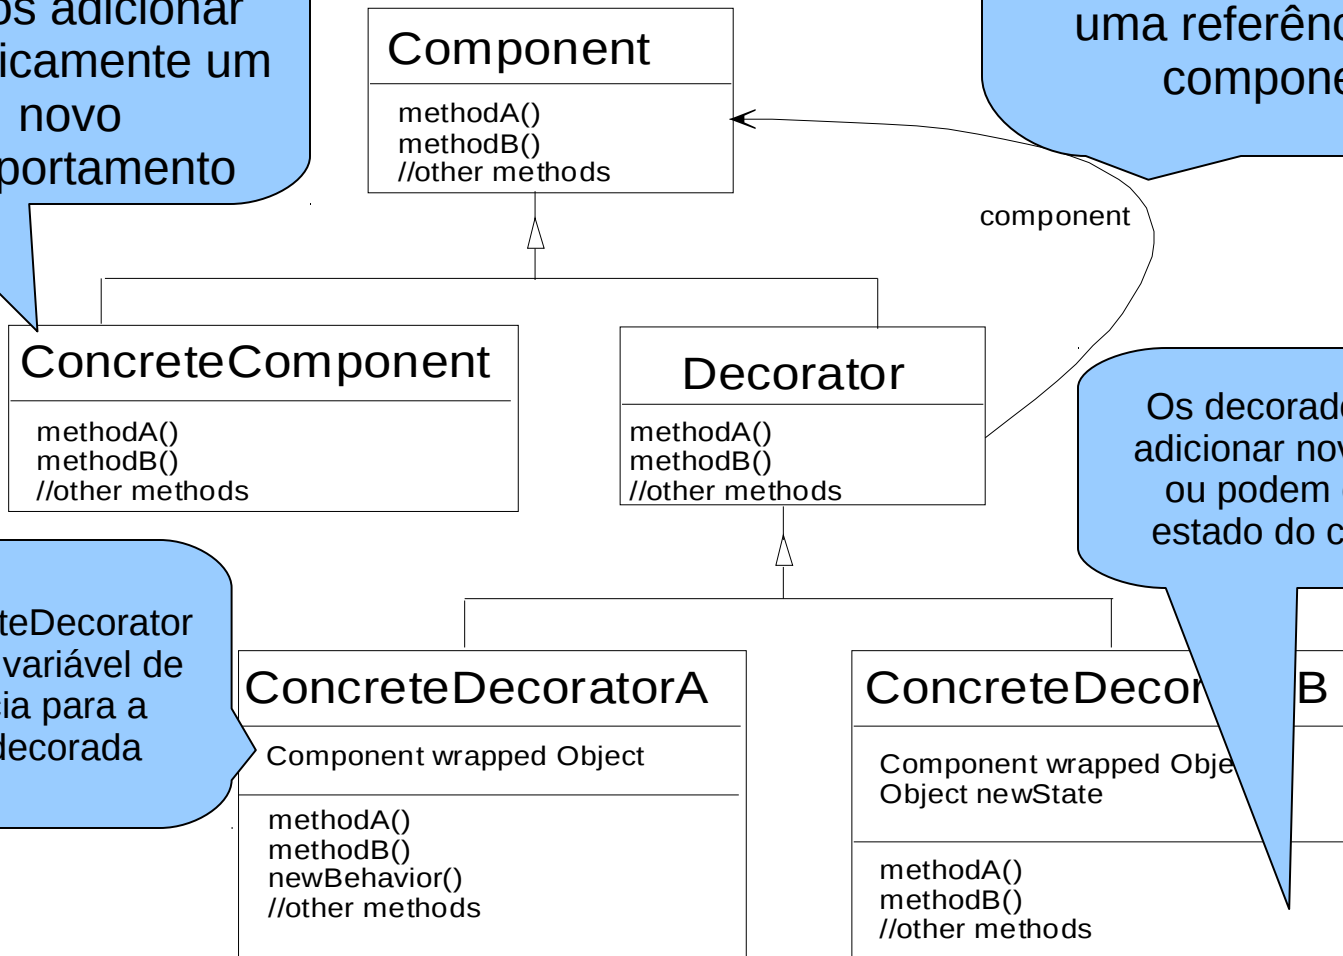 os adicionar
icamente um
novo
portamento
Component
methodA()
methodB()
//other methods
uma referênc
compone
component
ConcreteComponent
methodA()
methodB()
//other methods
Decorator
methodA()
methodB()
//other methods
Os decorad
adicionar nov
ou podem
estado do c
teDecorator
variável de
ia para a
decorada
ConcreteDecoratorA
Component wrapped Object
methodA()
methodB()
newBehavior()
//other methods
ConcreteDecor B
Component wrapped Obje
Object newState
methodA()
methodB()
//other methods